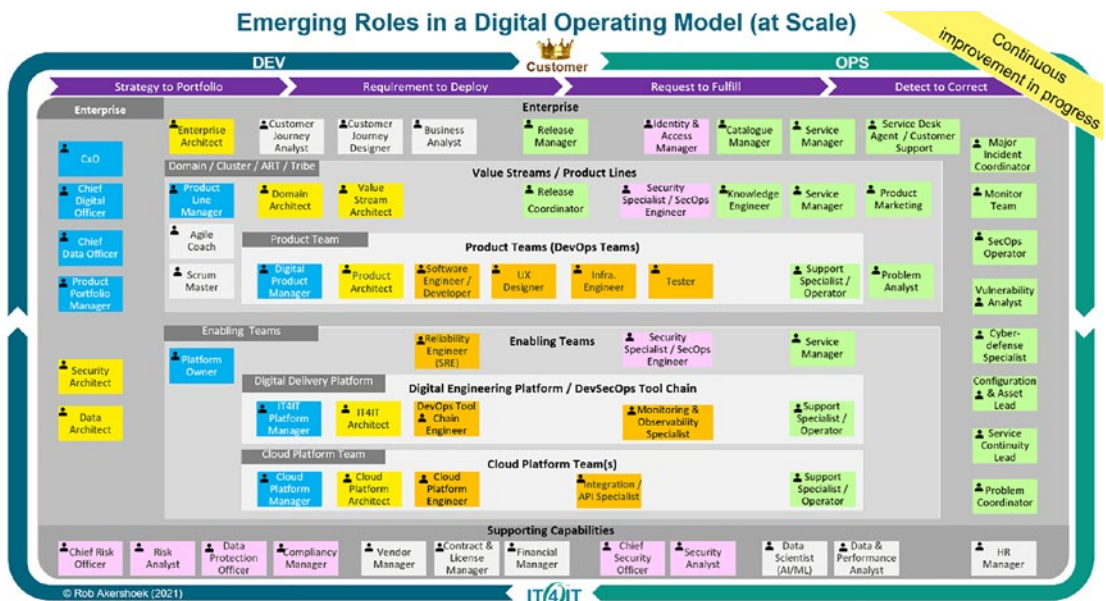 Emerging Roles in a Digital Operating Model (at Scale)
Continuous
improvement in progress
DEV
Customer
OPS
Strategy to Portfolio
Requirement to Deploy
Request to Fulfill
Detect to Correct
Enterprise
Enterprise
CxO
Chief
Digital
Officer
Chief
Data Officer
Product
Portfolio
Manager
Security
Architect
Data
Architect
Enterprise
Architect
Customer
Journey
Analyst
Customer
Journey
Designer
Business
Analyst
Release
Manager
Identity &
Access
Manager
Catalogue
Manager
Service
Manager
Service Desk
Agent / Customer
Support
Domain / Cluster / ART / Tribe
Value Streams / Product Lines
Product
Line
Manager
Domain
Architect
Value
Stream
Architect
Release
Coordinator
Security
Specialist / SecOps
Engineer
Knowledge
Engineer
Service
Manager
Product
Marketing
Agile
Coach
Scrum
Master
Product Team
Product Teams (DevOps Teams)
Digital
Product
Manager
Product
Architect
Software
Engineer /
Developer
UX
Designer
Infra.
Engineer
Tester
Support
Specialist /
Operator
Problem
Analyst
Enabling Teams
Enabling Teams
Platform
Owner
Reliability
Engineer
(SRE)
Security
Specialist / SecOps
Engineer
Service
Manager
Digital Delivery Platform
Digital Engineering Platform / DevSecOps Tool Chain
IT4IT
Platform
Manager
IT4IT
Architect
DevOps Tool
Chain
Engineer
Monitoring &
Observability
Specialist
Support
Specialist /
Operator
Cloud Platform Team
Cloud Platform Team(s)
Cloud
Platform
Manager
Cloud
Platform
Architect
Cloud
Platform
Engineer
Integration /
API Specialist
Support
Specialist /
Operator
Major
Incident
Coordinator
Monitor
Team
SecOps
Operator
Vulnerability
Analyst
Cyber-
defense
Specialist
Configuration
& Asset
Lead
Service
Continuity
Lead
Problem
Coordinator
Supporting Capabilities
Chief Risk
Officer
Risk
Analyst
Data
Protection
Officer
Compliancy
Manager
Vendor
Manager
Contract &
License
Manager
Financial
Manager
Chief
Security
Officer
Security
Analyst
Data
Scientist
(AI/ML)
Data &
Performance
Analyst
HR
Manager
© Rob Akershoek (2021)
IT4IT